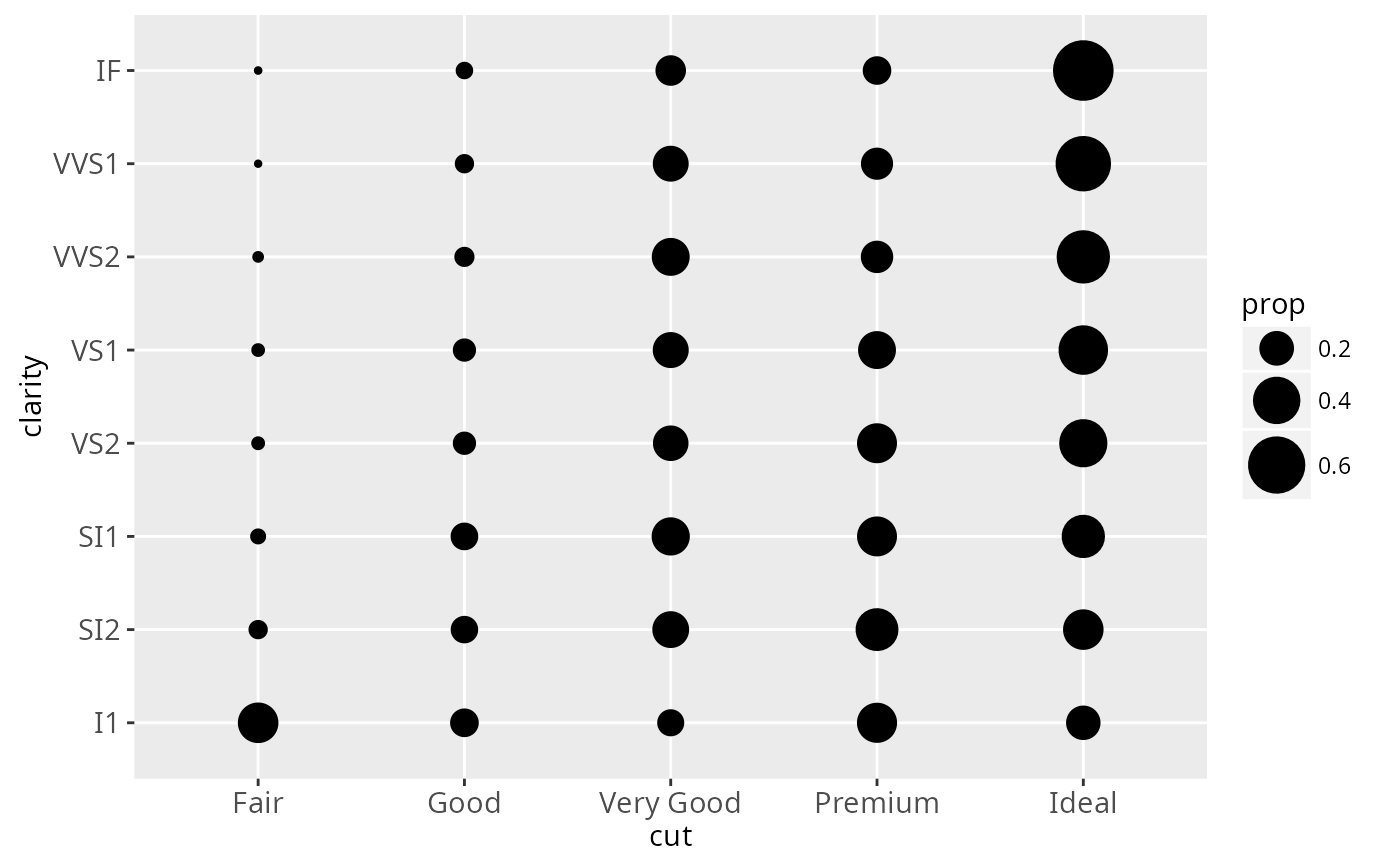 IF
VVS1
VVS2
VS1
VS2
SI1
SI2
I1
clarity
Fair Good Very Good Premium Ideal
cut
prop
0.2
0.4
0.6